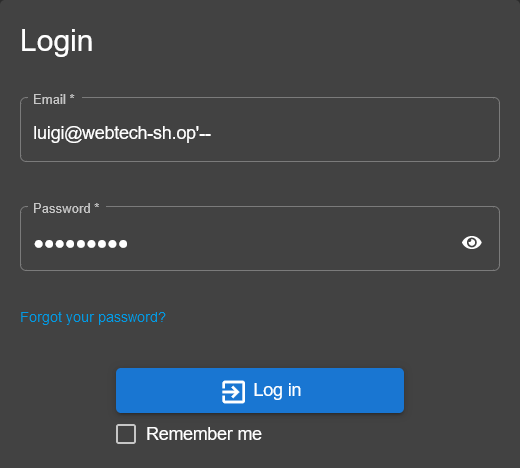 Login
Email *
luigi@webtech-sh.op'--
Password *
●●●●●●●●●
Forgot your password?
Log in
Remember me